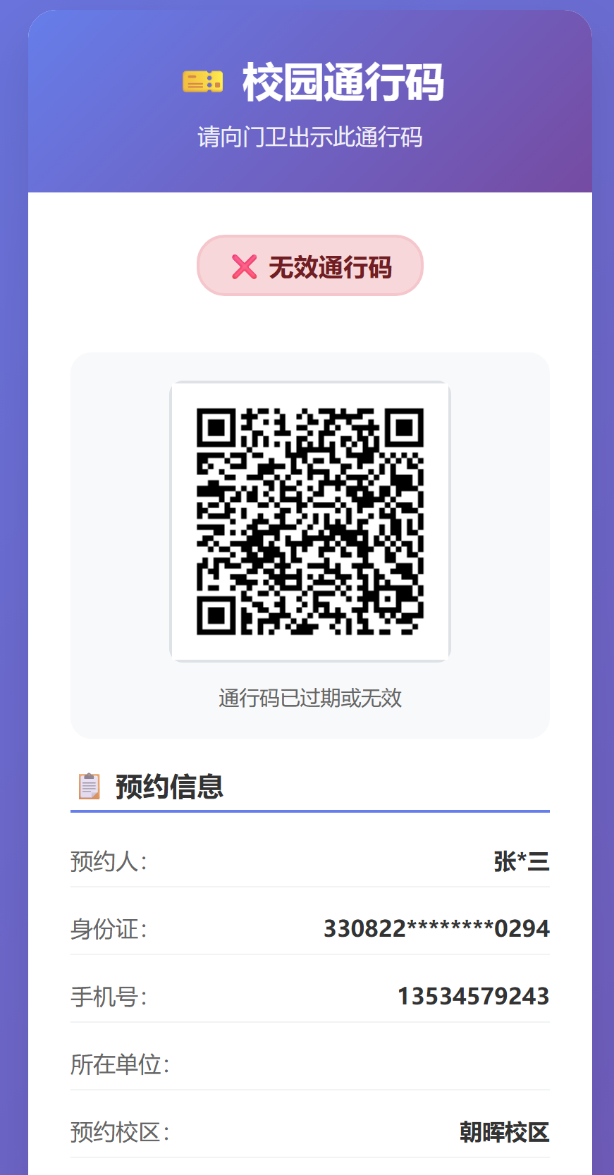 校园通行码
请向门卫出示此通行码
无效通行码
通行码已过期或无效
预约信息
预约人： 张*三
身份证： 330822********0294
手机号： 13534579243
所在单位：
预约校区： 朝晖校区